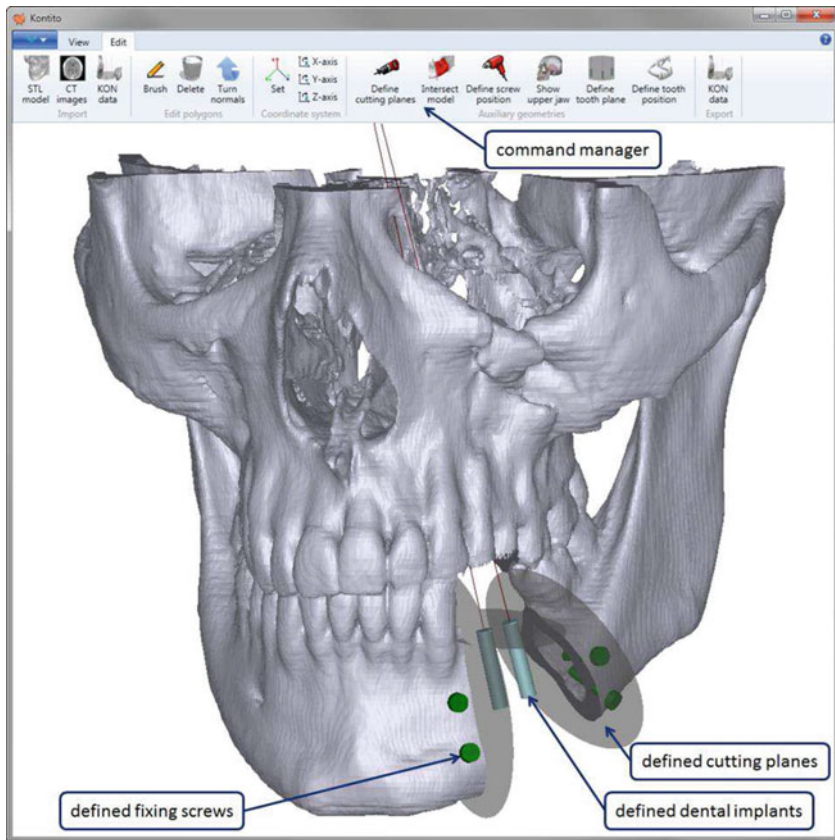 Kontito
View Edit
X-axis
Y-axis
Z-axis
STL model
CT images
KON data
Brush
Delete
Turn normals
Set
Define cutting planes
Intersect model
Define screw position
Show upper jaw
Define tooth plane
Define tooth position
KON data
Import
Edit polygons
Coordinate system
Auxiliary geometries
Export
command manager
defined cutting planes
defined fixing screws
defined dental implants